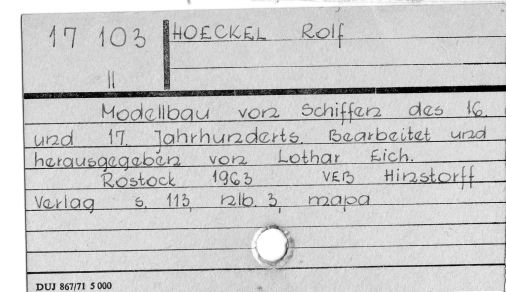 17 103 HOECKEL Rolf
II
Modellbau von Schiffen des 16.
und 17. Jahrhunderts. Bearbeitet und
herausgegeben von Lothar Eich.
Rostock 1963 VEB Hinstorff
Verlag s. 113, nlb. 3, mapa
DUJ 867/71 5 000